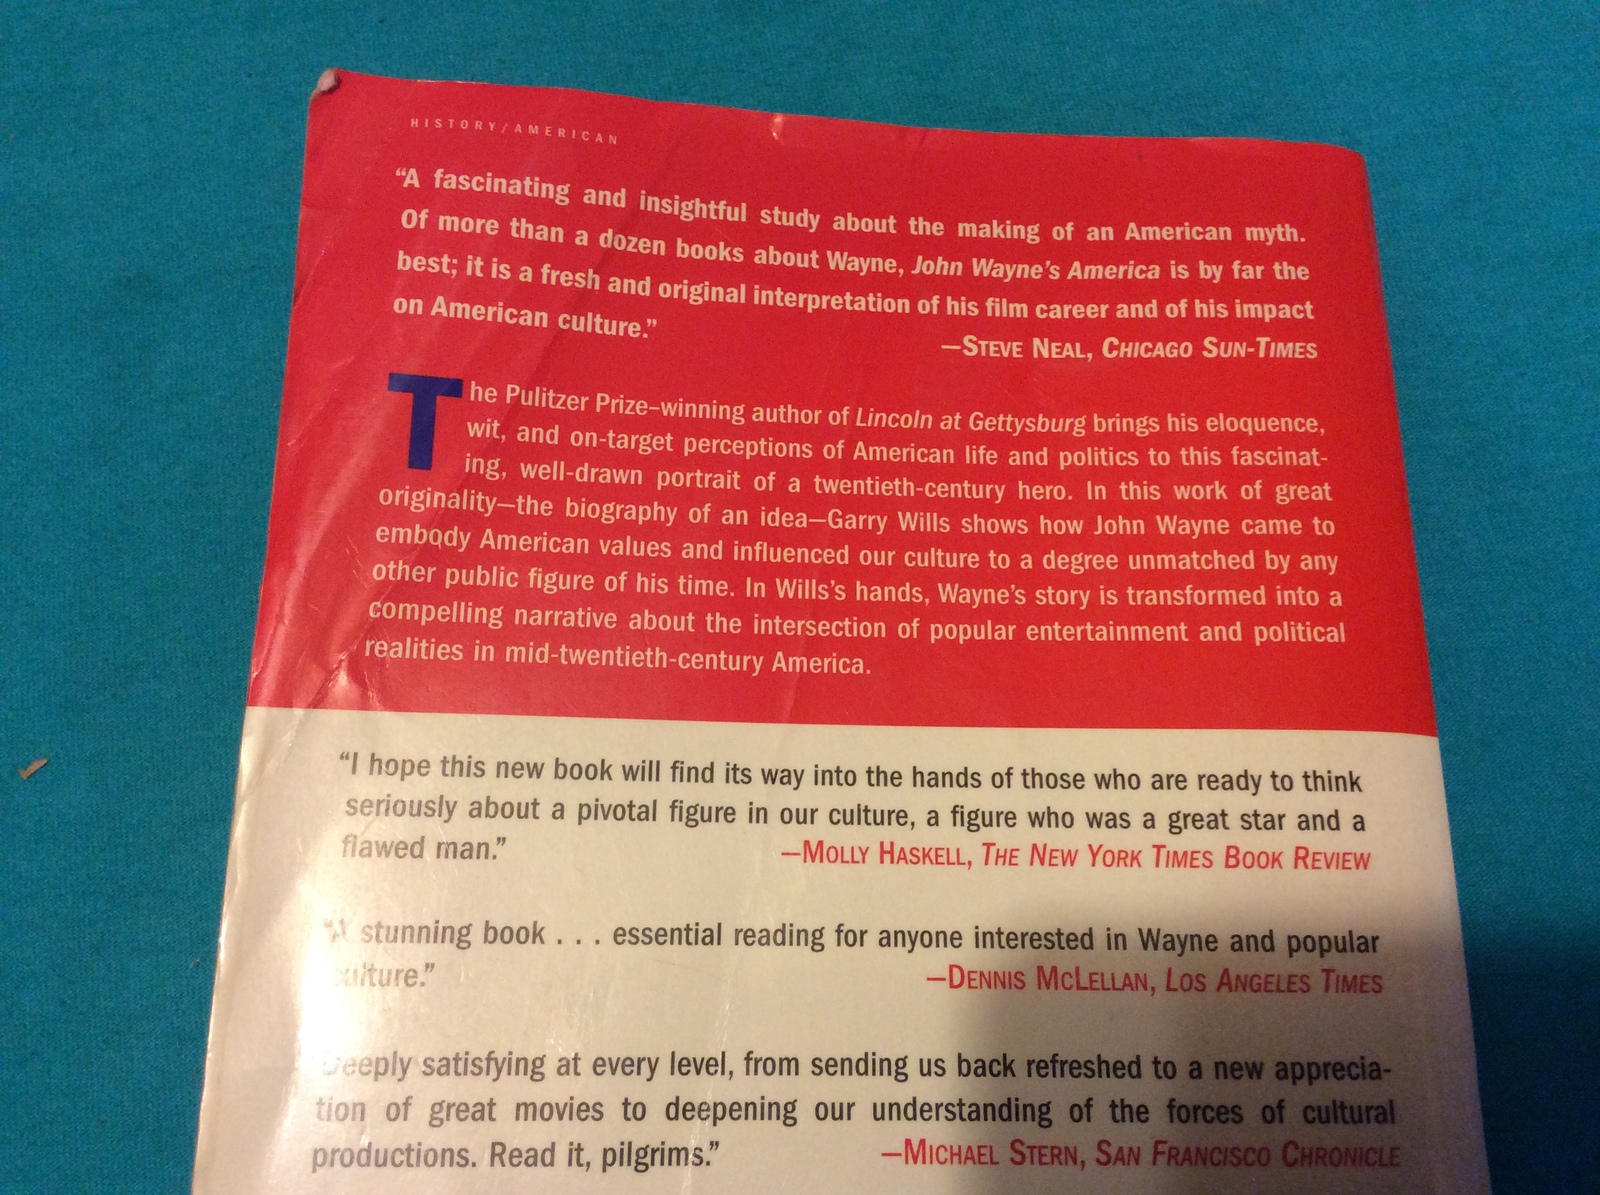 HISTORY/AMERICAN
“A fascinating and insightful study about the making of an American myth.
Of more than a dozen books about Wayne, John Wayne’s America is by far the
best; it is a fresh and original interpretation of his film career and of his impact
on American culture.”
—STEVE NEAL, CHICAGO SUN-TIMES
The Pulitzer Prize–winning author of Lincoln at Gettysburg brings his eloquence,
wit, and on-target perceptions of American life and politics to this fascinat-
ing, well-drawn portrait of a twentieth-century hero. In this work of great
originality—the biography of an idea—Garry Wills shows how John Wayne came to
embody American values and influenced our culture to a degree unmatched by any
other public figure of his time. In Wills’s hands, Wayne’s story is transformed into a
compelling narrative about the intersection of popular entertainment and political
realities in mid-twentieth-century America.
“I hope this new book will find its way into the hands of those who are ready to think
seriously about a pivotal figure in our culture, a figure who was a great star and a
flawed man.”
—MOLLY HASKELL, THE NEW YORK TIMES BOOK REVIEW
“A stunning book . . . essential reading for anyone interested in Wayne and popular
culture.”
—DENNIS MCLELLAN, LOS ANGELES TIMES
Deeply satisfying at every level, from sending us back refreshed to a new apprecia-
tion of great movies to deepening our understanding of the forces of cultural
productions. Read it, pilgrims.”
—MICHAEL STERN, SAN FRANCISCO CHRONICLE